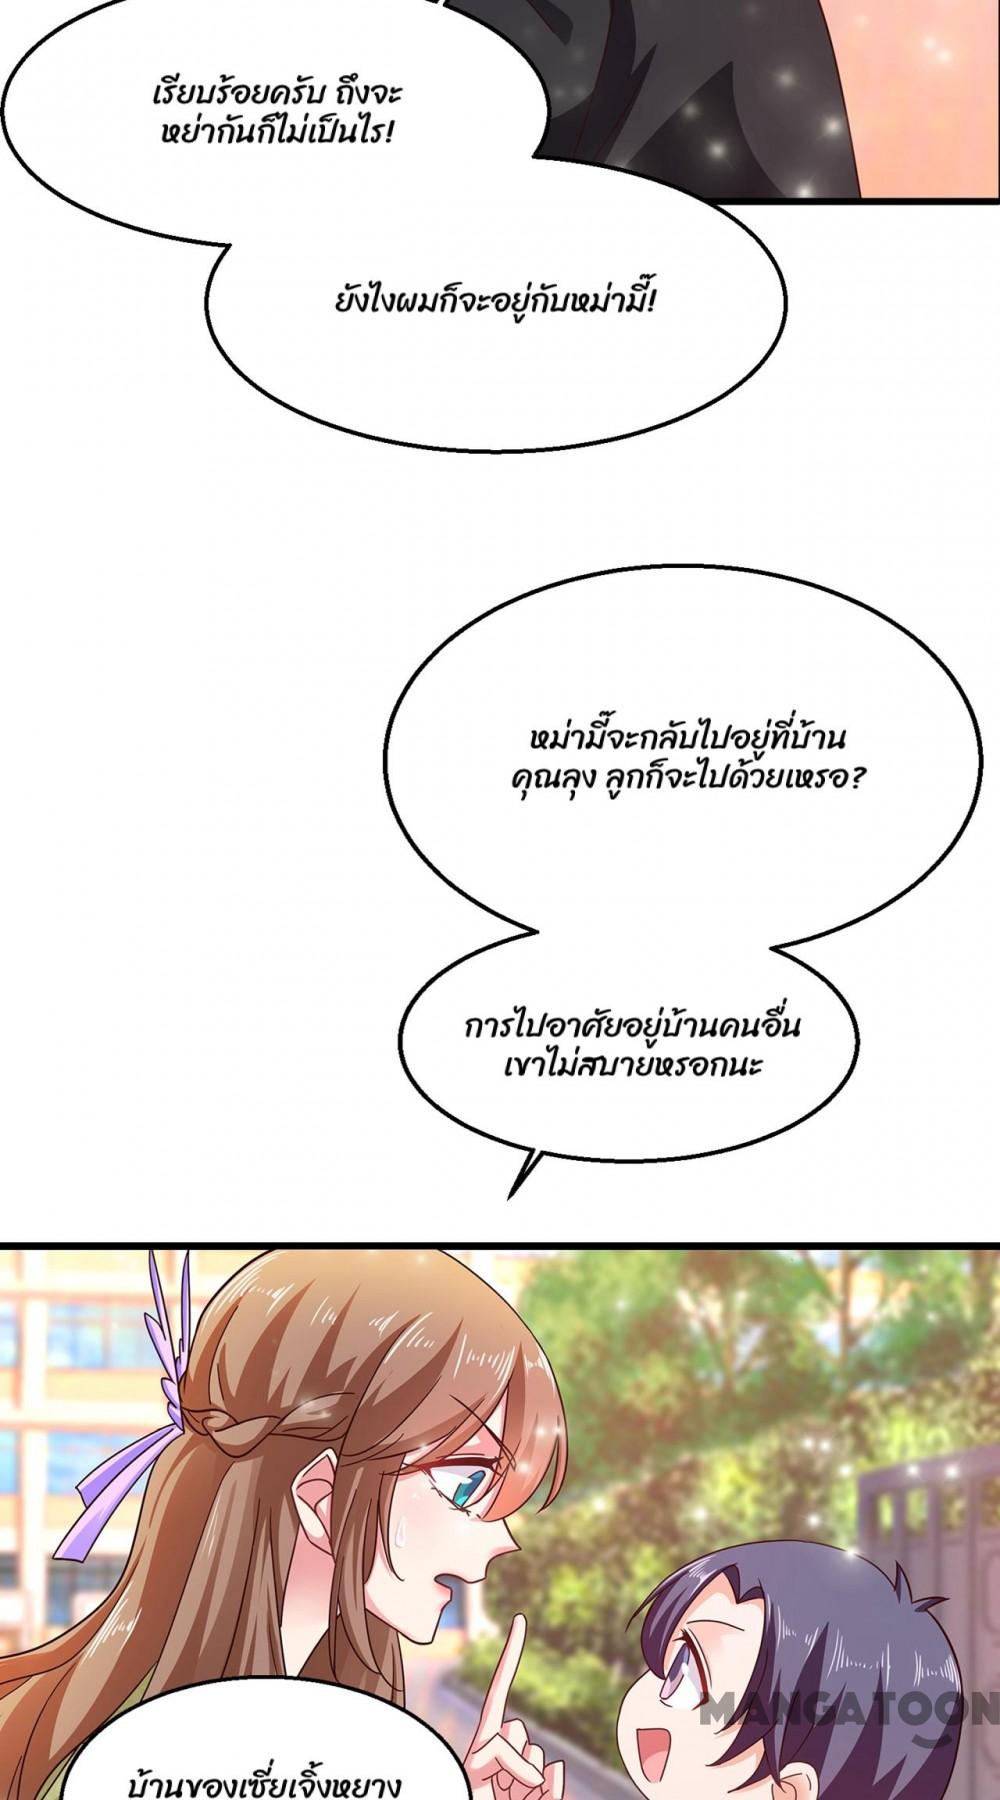 เรียบร้อยครับ ถึงจะ
หย่ากันก็ไม่เป็นไร!
ยังไงผมก็จะอยู่กับหม่ามี๊!
หม่ามี๊จะกลับไปอยู่ที่บ้าน
คุณลุง ลูกก็จะไปด้วยเหรอ?
การไปอาศัยอยู่บ้านคนอื่น
เขาไม่สบายหรอกนะ
MANGATOON
บ้านของเซี่ยเจิ้งหยาง